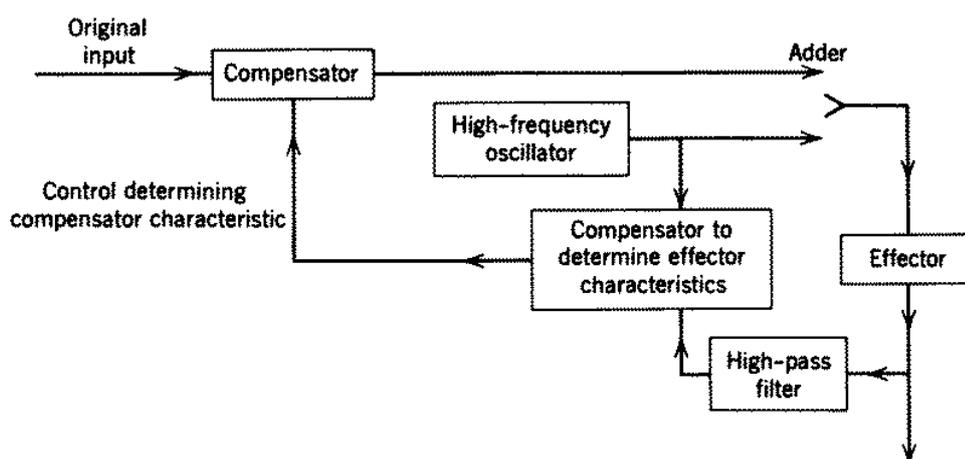 Original
input
Compensator
Adder
High-frequency
oscillator
Control determining
compensator characteristic
Compensator to
determine effector
characteristics
Effector
High-pass
filter